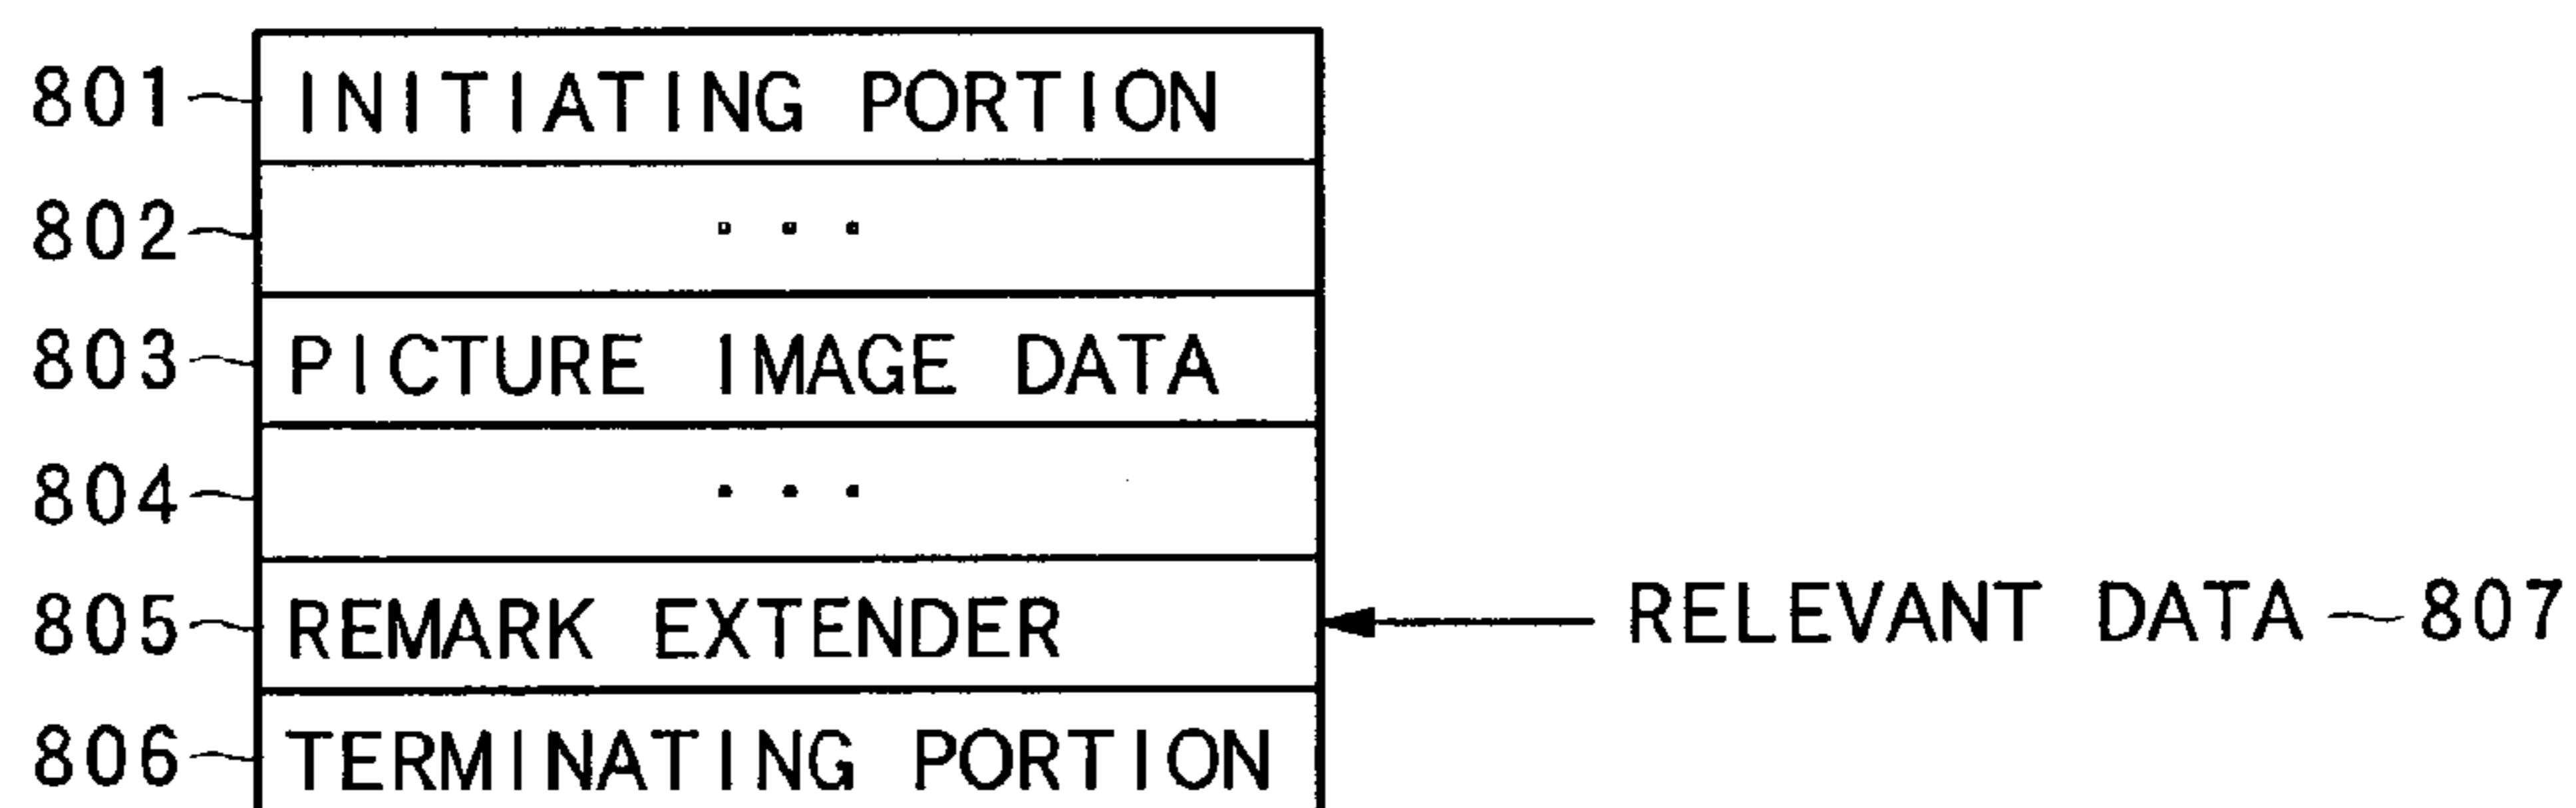 801 INITIATING PORTION
802 ...
803 PICTURE IMAGE DATA
804 ...
805 REMARK EXTENDER RELEVANT DATA 807
806 TERMINATING PORTION